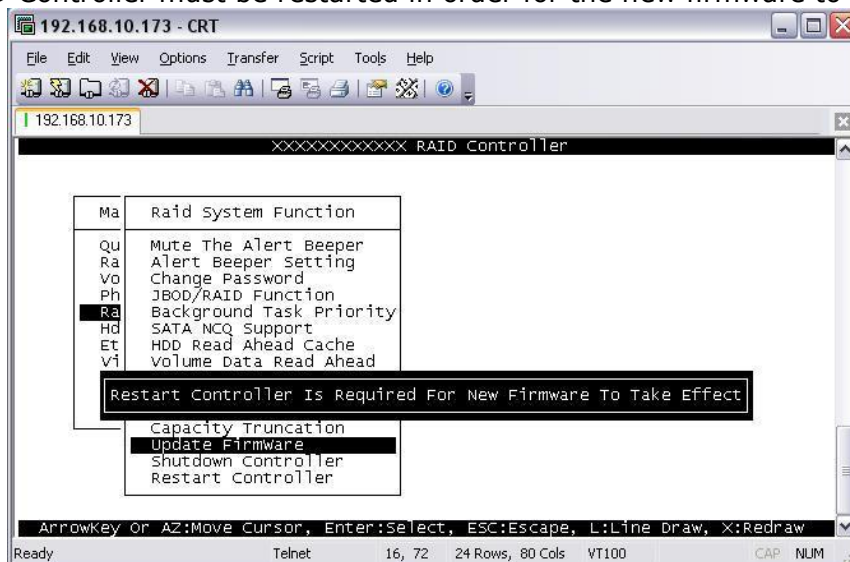 Controller must be restarted in order for the new firmware to
192.168.10.173 - CRT
File Edit View Options Transfer Script Tools Help
192.168.10.173
XXXXXXXXXXXX RAID Controller
Ma
Raid System Function
Qu
Mute The Alert Beeper
Ra
Alert Beeper Setting
Vo
Change Password
Ph
JBOD/RAID Function
Ra
Background Task Priority
Hd
SATA NCQ Support
Et
HDD Read Ahead Cache
Vi
Volume Data Read Ahead
Restart Controller Is Required For New Firmware To Take Effect
Capacity Truncation
Update Firmware
Shutdown Controller
Restart Controller
ArrowKey Or AZ:Move Cursor, Enter:Select, ESC:Escape, L:Line Draw, X:Redraw
Ready Telnet 16, 72 24 Rows, 80 Cols VT100 CAP NUM